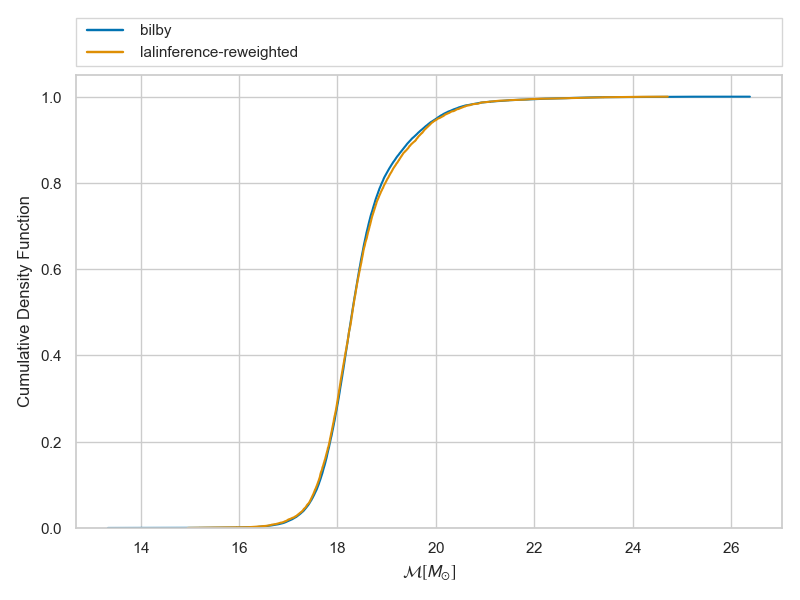 bilby
lalinference-reweighted
1.0
0.8
0.6
0.4
0.2
0.0
Cumulative Density Function
14 16 18 20 22 24 26
ℳ[M⊙]